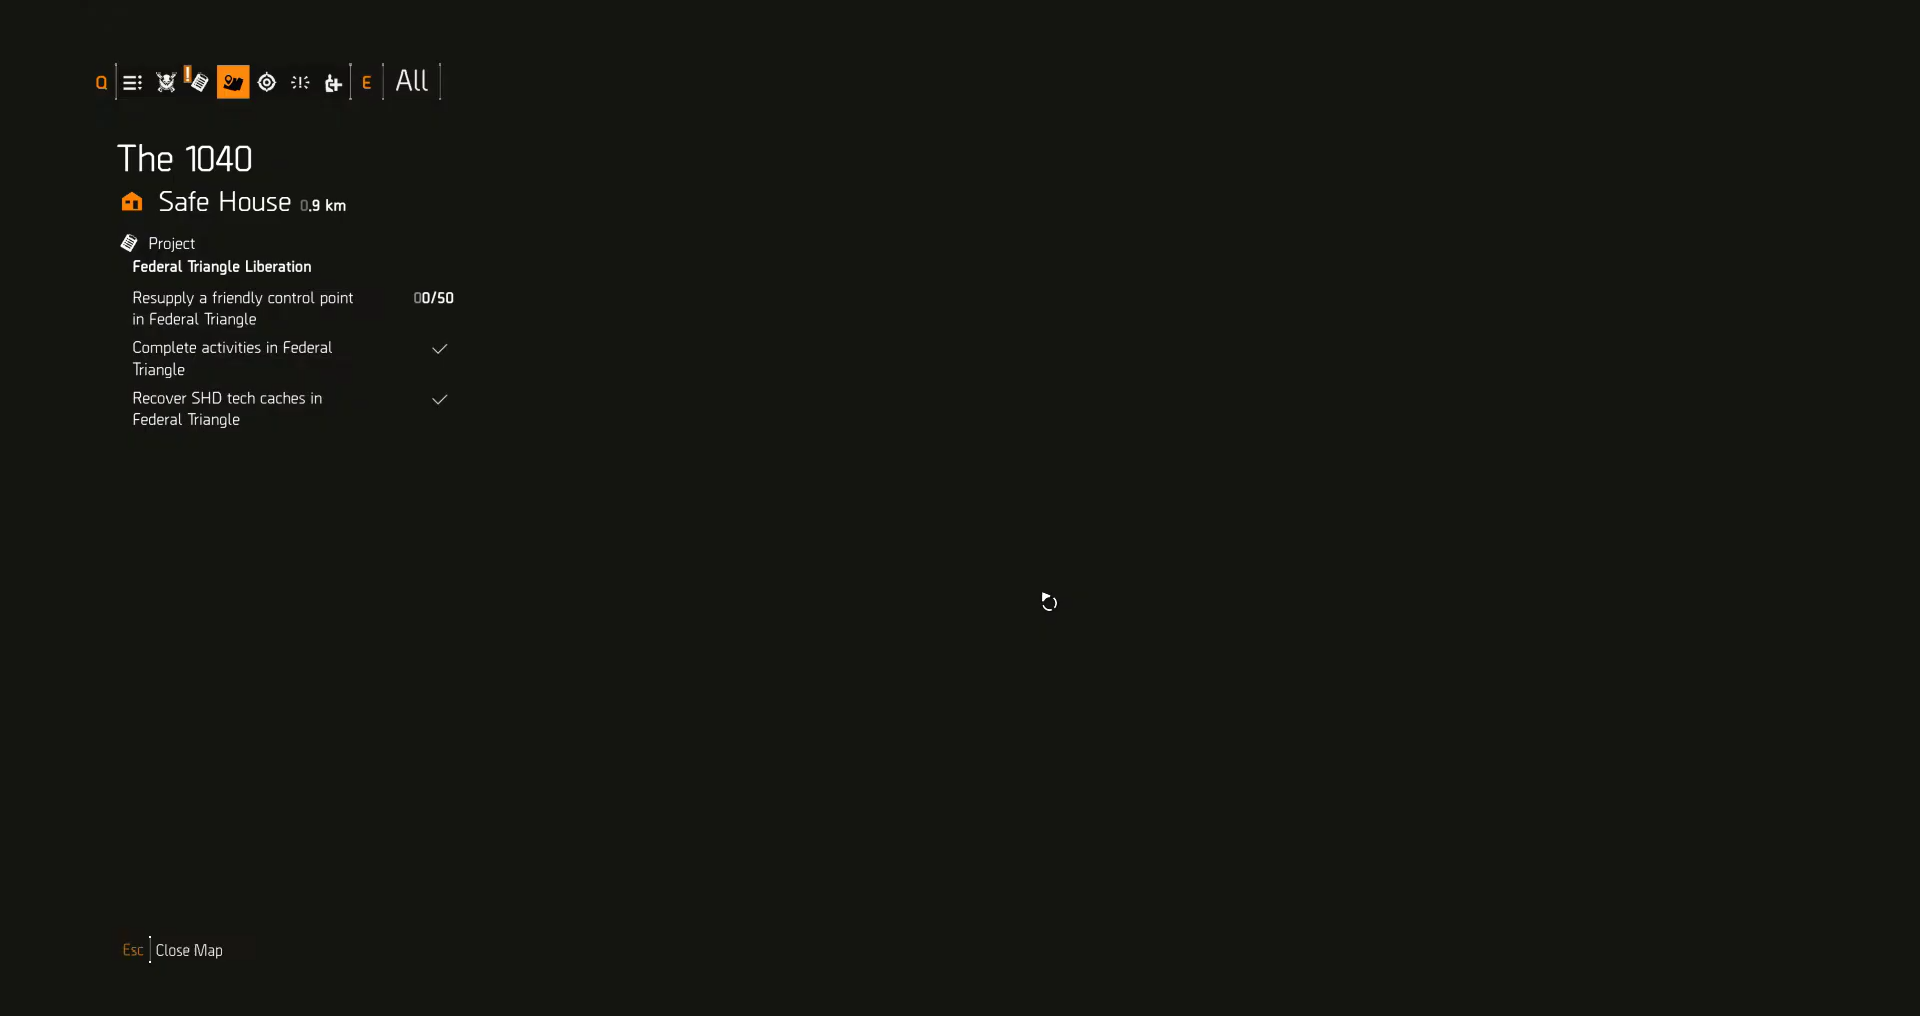 Q E All
The 1040
Safe House 0.9 km
Project
Federal Triangle Liberation
Resupply a friendly control point 00/50
in Federal Triangle
Complete activities in Federal
Triangle
Recover SHD tech caches in
Federal Triangle
Esc Close Map